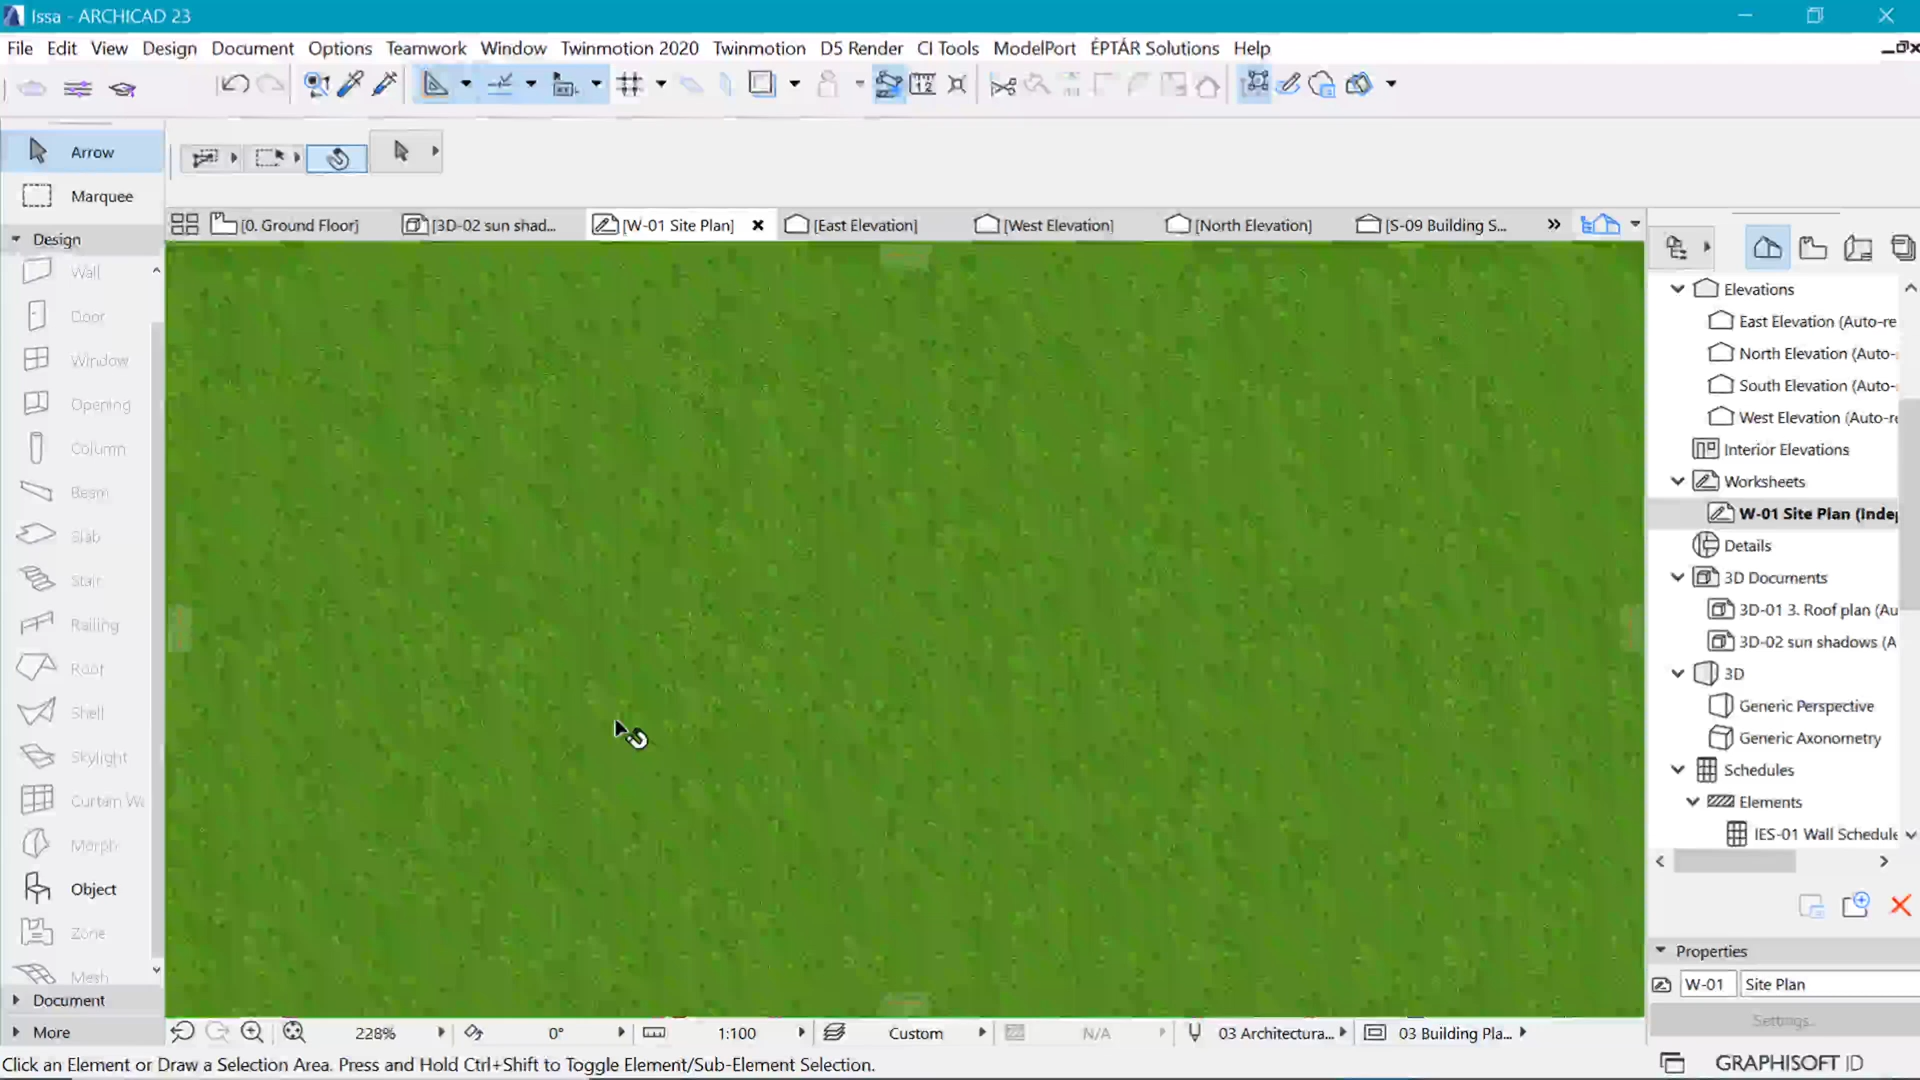 Issa - ARCHICAD 23
File Edit View Design Document Options Teamwork Window Twinmotion 2020 Twinmotion D5 Render CI Tools ModelPort ÉPTÁR Solutions Help
Arrow
Marquee
[0. Ground Floor] [3D-02 sun shad... [W-01 Site Plan] [East Elevation] [West Elevation] [North Elevation] [S-09 Building S...
Design
Wall
Door
Window
Opening
Column
Beam
Slab
Stair
Railing
Roof
Shell
Skylight
Curtain Wa
Morph
Object
Zone
Mesh
Document
More
Elevations
East Elevation (Auto-re
North Elevation (Auto-
South Elevation (Auto-
West Elevation (Auto-re
Interior Elevations
Worksheets
W-01 Site Plan (Indep
Details
3D Documents
3D-01 3. Roof plan (Au
3D-02 sun shadows (A
3D
Generic Perspective
Generic Axonometry
Schedules
Elements
IES-01 Wall Schedule
Properties
W-01 Site Plan
Settings...
228% 0° 1:100 Custom N/A 03 Architectura... 03 Building Pla...
Click an Element or Draw a Selection Area. Press and Hold Ctrl+Shift to Toggle Element/Sub-Element Selection.
GRAPHISOFT ID